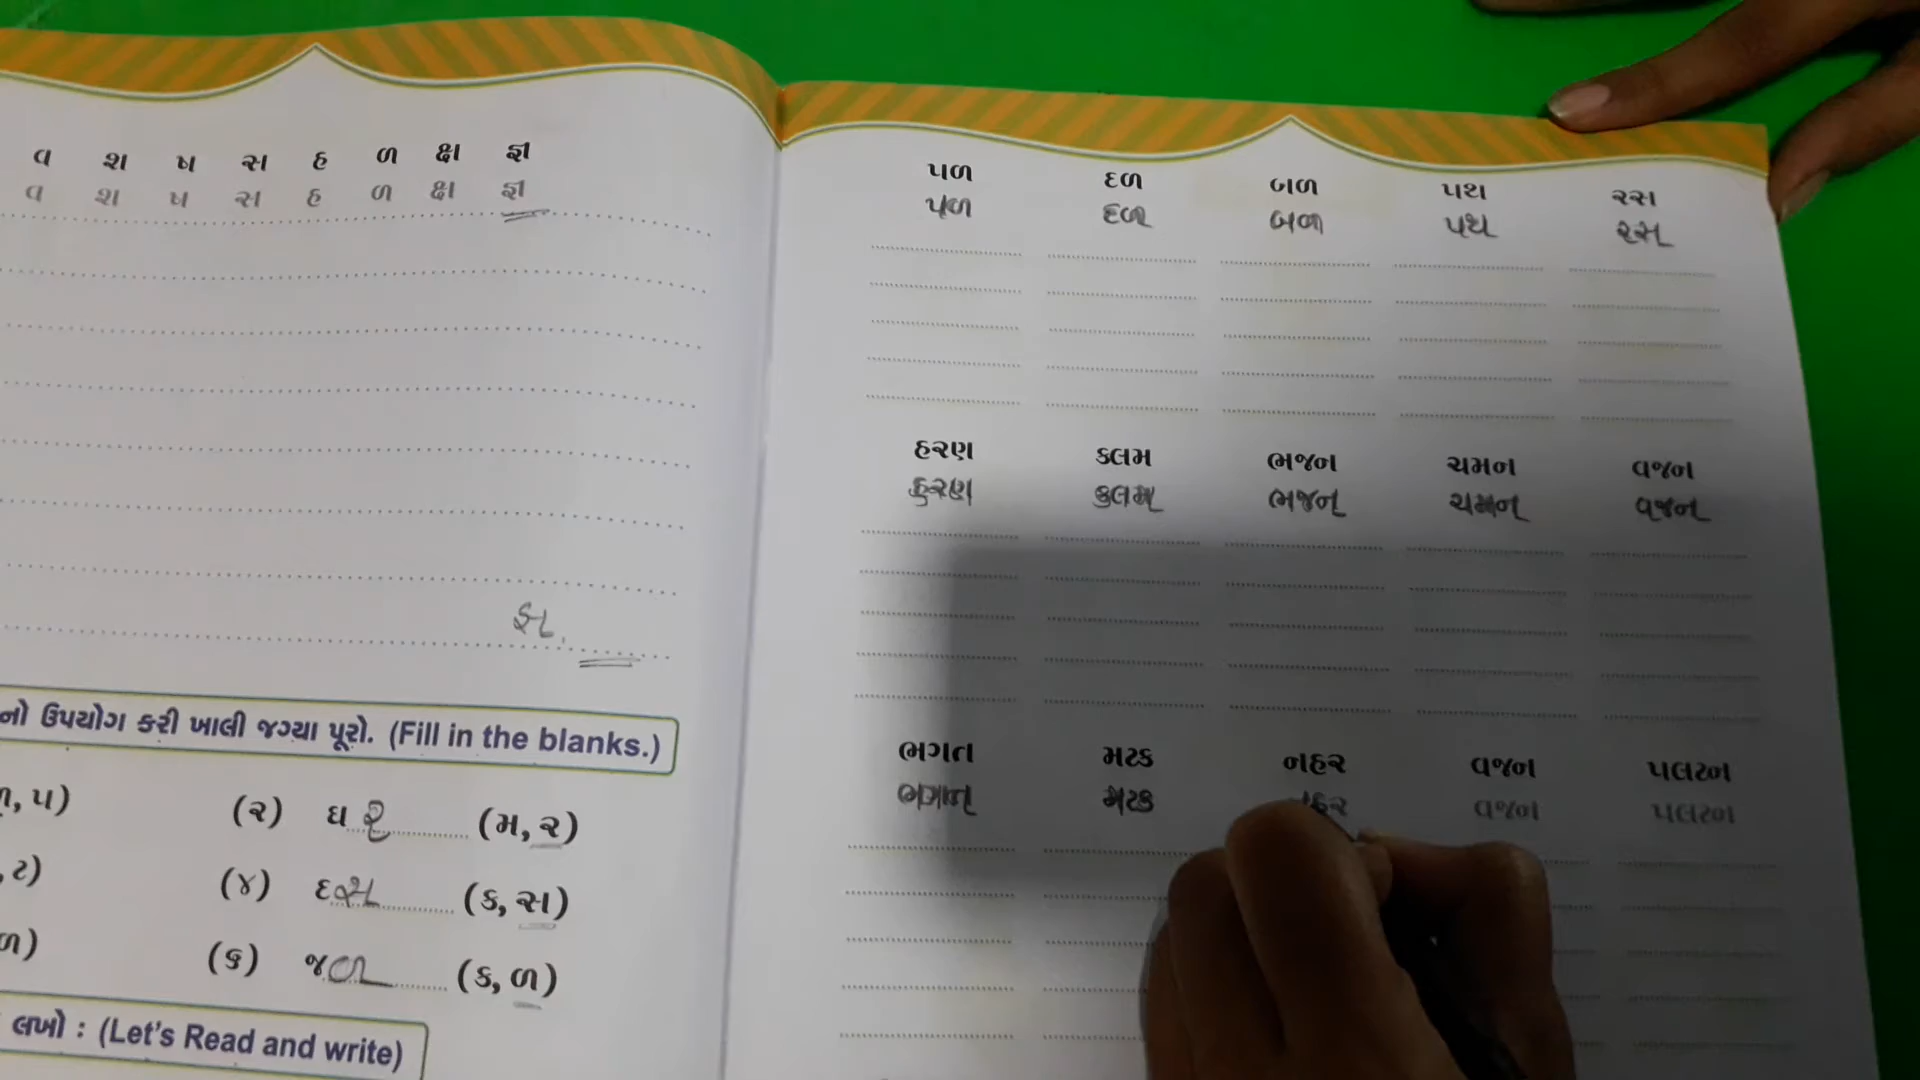 વ શ ષ સ હ ળ ક્ષ જ્ઞ
વ શ ષ સ હ ળ ક્ષ જ્ઞ
નો ઉપયોગ કરી ખાલી જગ્યા પૂરો. (Fill in the blanks.)
, પ) (૨) ઘર (મ, ર)
, ટ) (૪) દસ (ક, સ)
ળ) (૬) જળ (ક, ળ)
લખો : (Let's Read and write)
પળ દળ બળ પથ રસ
પળ દળ બળ પથ રસ
હરણ કલમ ભજન ચમન વજન
હરણ કલમ ભજન ચમન વજન
ભગત મટક નહર વજન પલટન
ભગત મટક નહર વજન પલટન